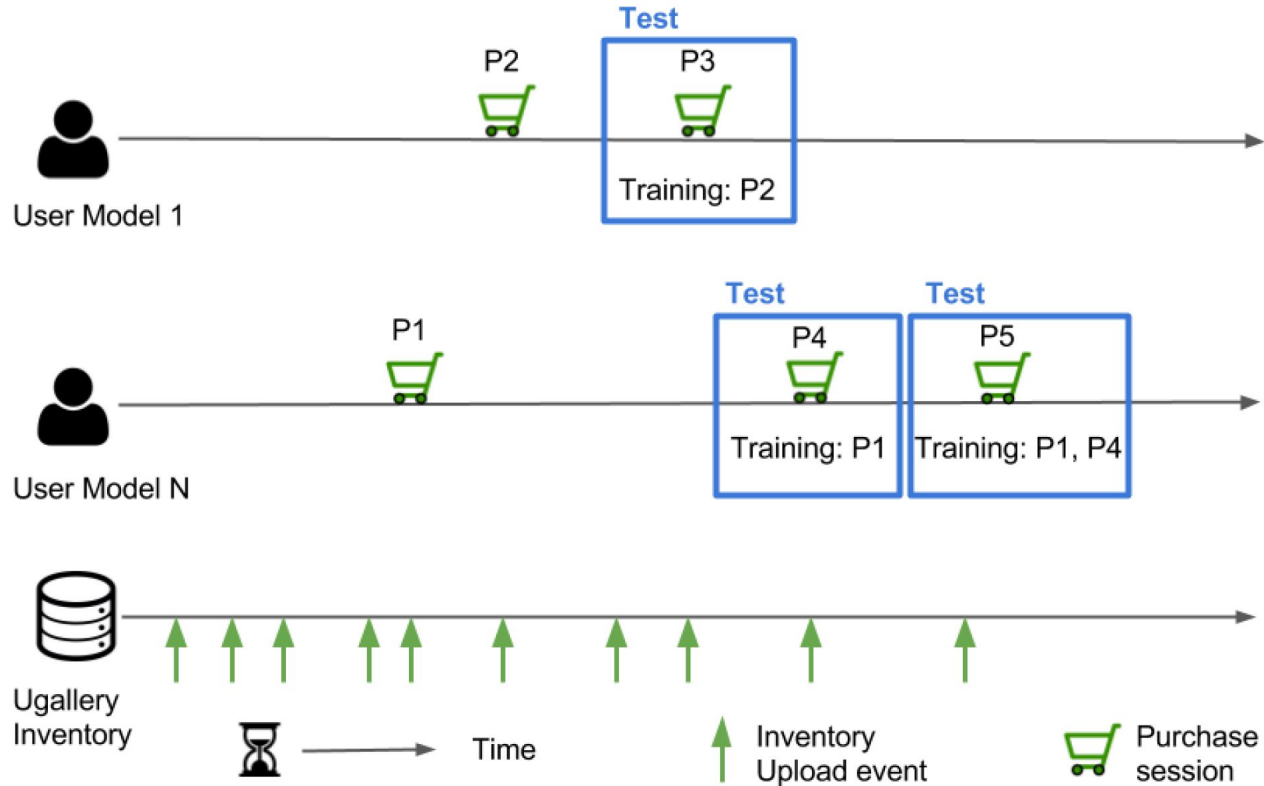 Test
P2
P3
Training: P2
User Model 1
Test
Test
P1
P4
P5
Training: P1
Training: P1, P4
User Model N
Ugallery
Inventory
Time
Inventory
Upload event
Purchase
session